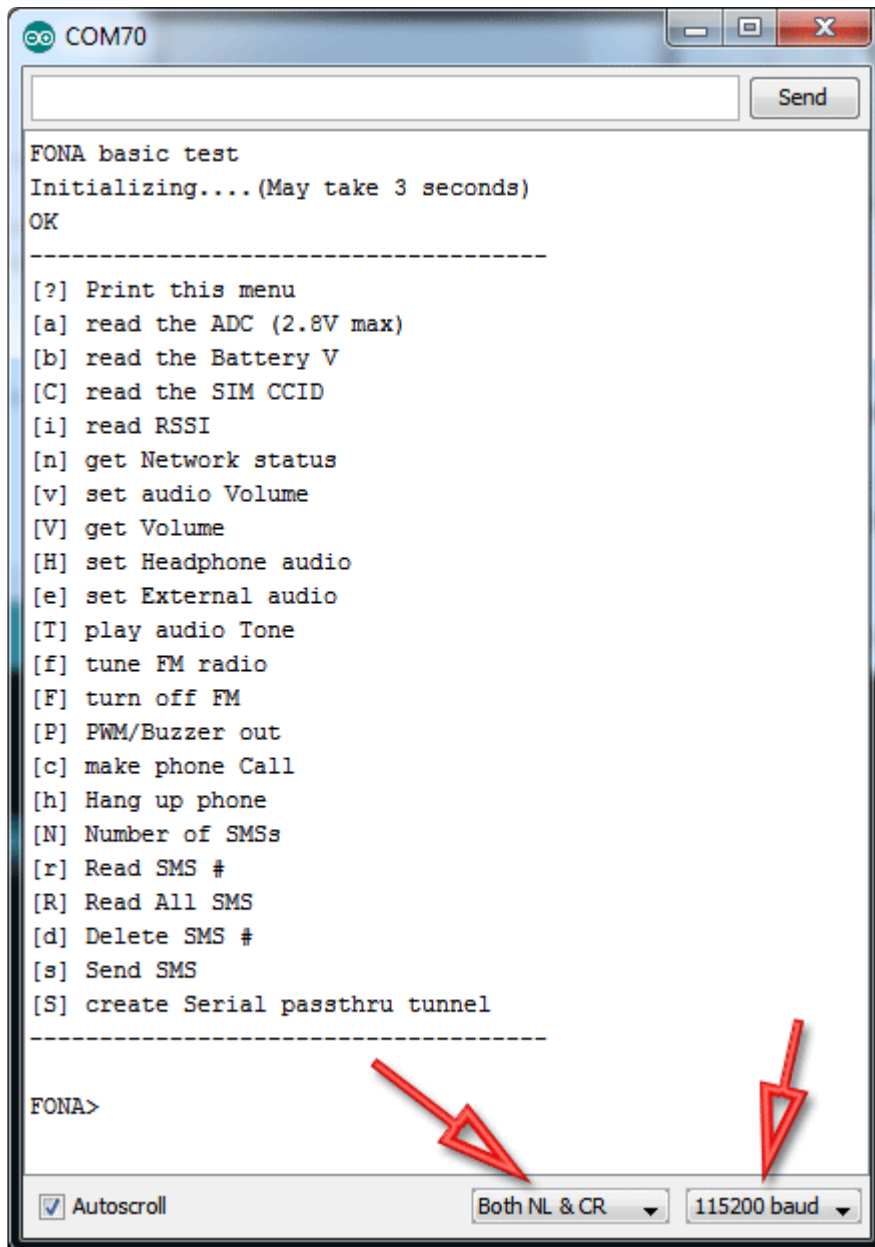 COM70
Send
FONA basic test
Initializing....(May take 3 seconds)
OK
-------------------------------------
[?] Print this menu
[a] read the ADC (2.8V max)
[b] read the Battery V
[C] read the SIM CCID
[i] read RSSI
[n] get Network status
[v] set audio Volume
[V] get Volume
[H] set Headphone audio
[e] set External audio
[T] play audio Tone
[f] tune FM radio
[F] turn off FM
[P] PWM/Buzzer out
[c] make phone Call
[h] Hang up phone
[N] Number of SMSs
[r] Read SMS #
[R] Read All SMS
[d] Delete SMS #
[s] Send SMS
[S] create Serial passthru tunnel
-------------------------------------
FONA>
Autoscroll
Both NL & CR
115200 baud